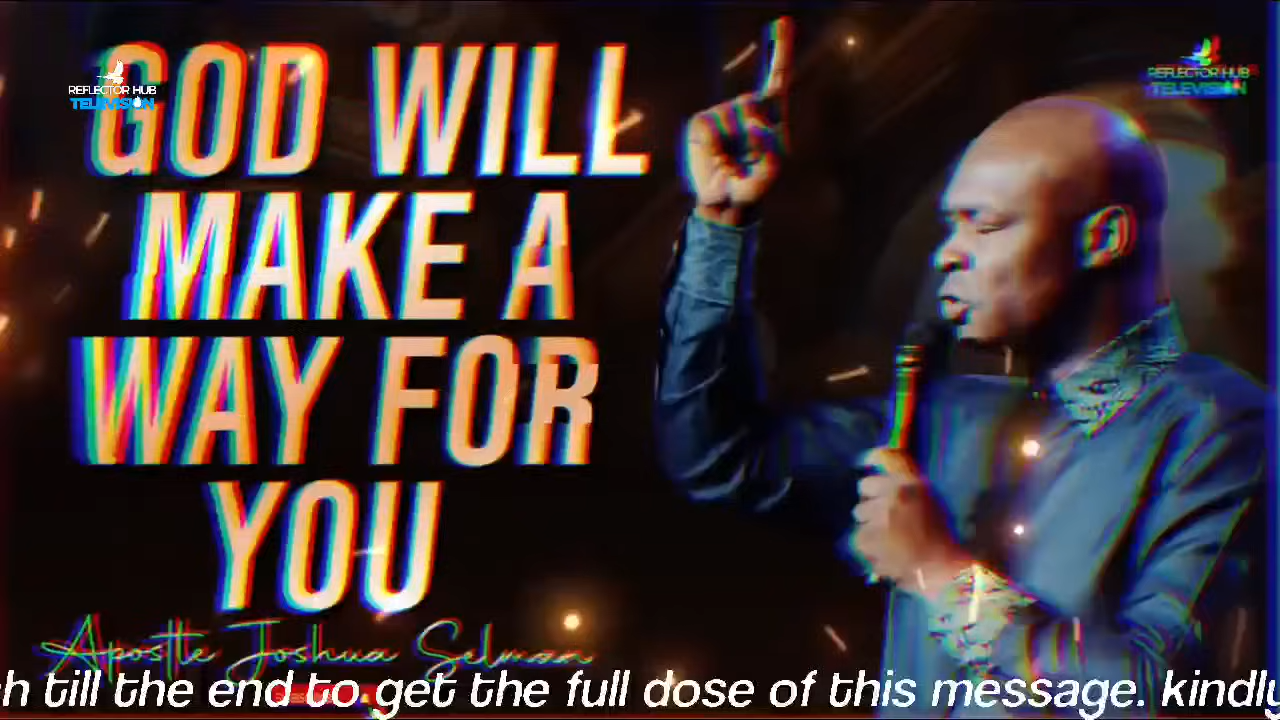 REFLECTOR HUB
TELEVISION
REFLECTOR HUB
TELEVISION
GOD WILL
MAKE A
WAY FOR
YOU
Apostle Joshua Selman
h till the end to get the full dose of this message. kindly